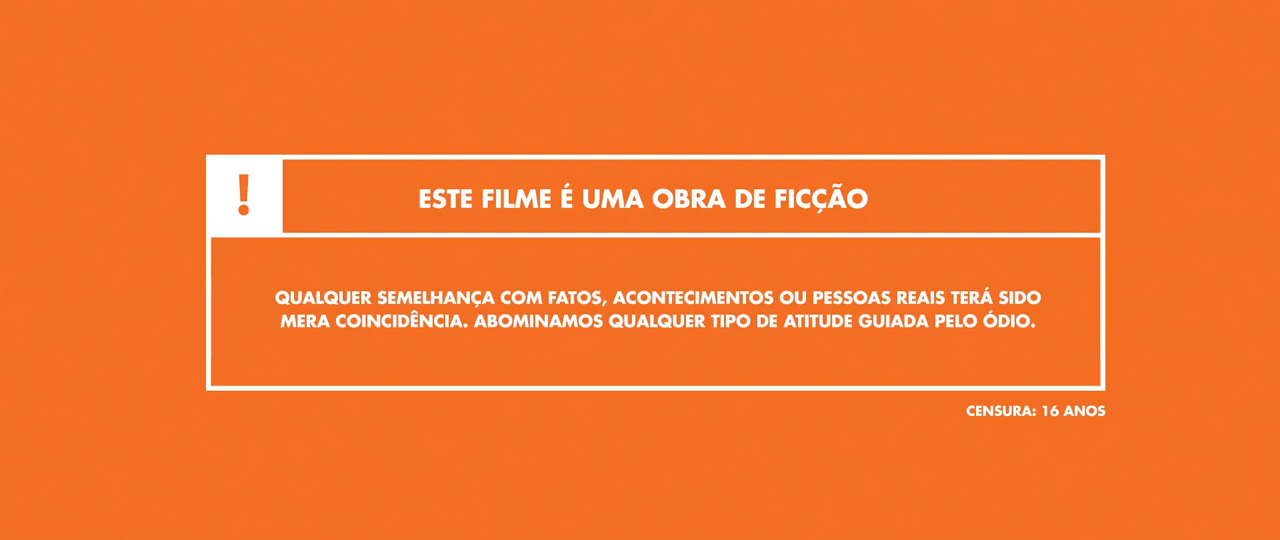 !
ESTE FILME É UMA OBRA DE FICÇÃO
QUALQUER SEMELHANÇA COM FATOS, ACONTECIMENTOS OU PESSOAS REAIS TERÁ SIDO
MERA COINCIDÊNCIA. ABOMINAMOS QUALQUER TIPO DE ATITUDE GUIADA PELO ÓDIO.
CENSURA: 16 ANOS